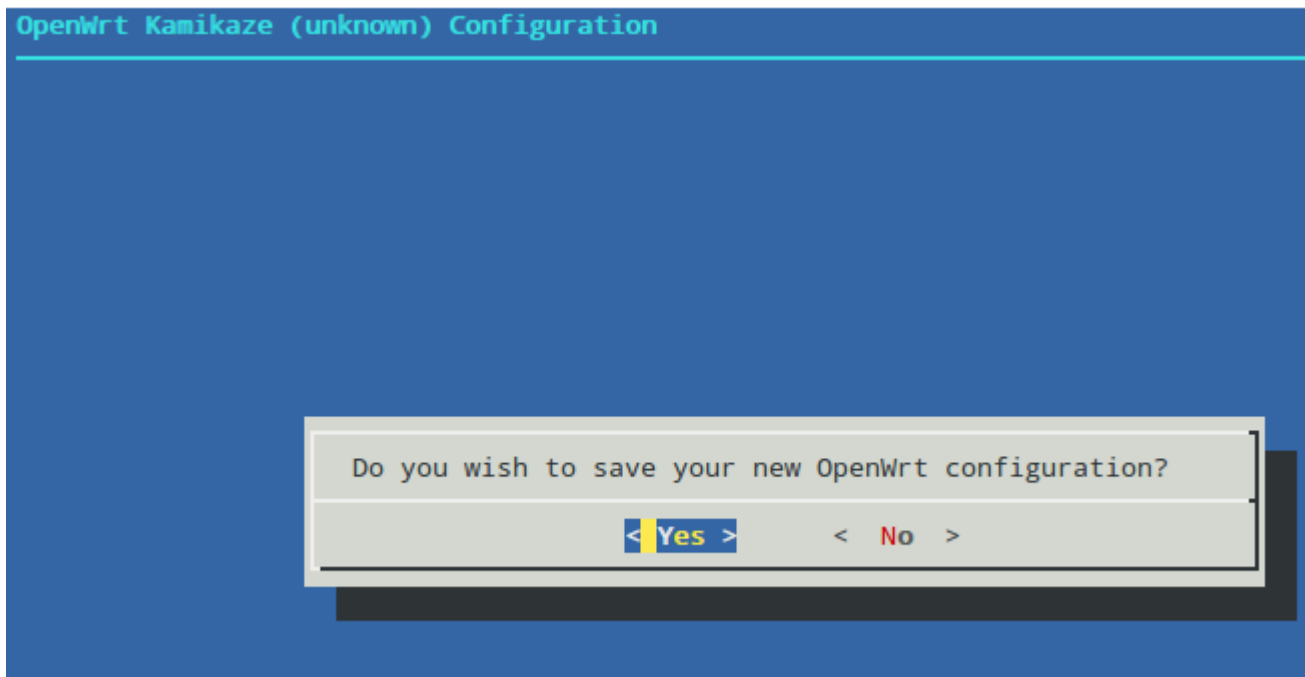 OpenWrt Kamikaze (unknown) Configuration
Do you wish to save your new OpenWrt configuration?
< Yes > < No >